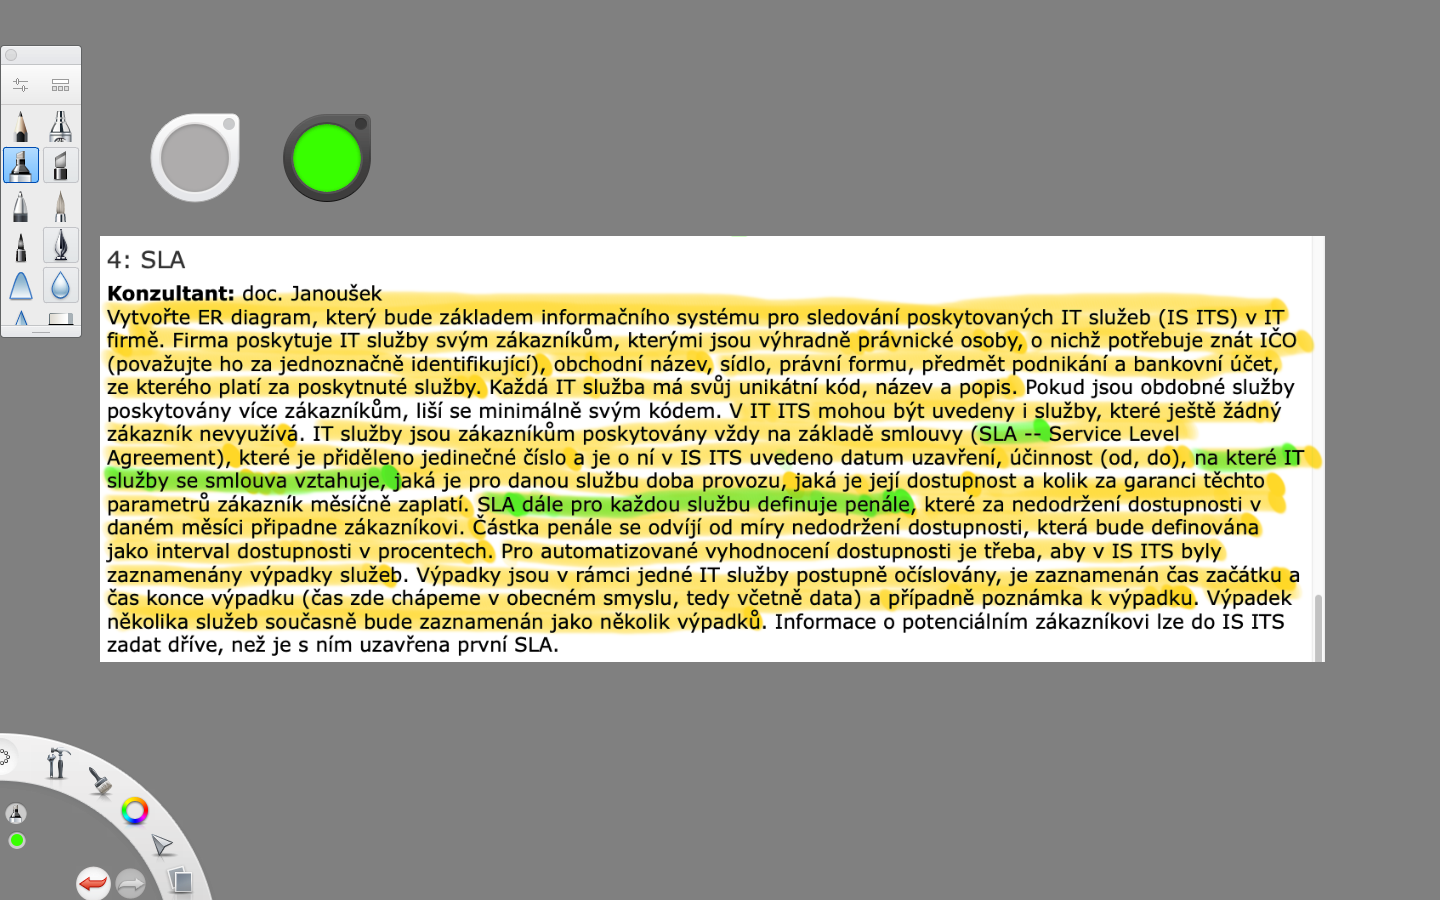 4: SLA
Konzultant: doc. Janoušek
Vytvořte ER diagram, který bude základem informačního systému pro sledování poskytovaných IT služeb (IS ITS) v IT
firmě. Firma poskytuje IT služby svým zákazníkům, kterými jsou výhradně právnické osoby, o nichž potřebuje znát IČO
(považujte ho za jednoznačně identifikující), obchodní název, sídlo, právní formu, předmět podnikání a bankovní účet,
ze kterého platí za poskytnuté služby. Každá IT služba má svůj unikátní kód, název a popis. Pokud jsou obdobné služby
poskytovány více zákazníkům, liší se minimálně svým kódem. V IT ITS mohou být uvedeny i služby, které ještě žádný
zákazník nevyužívá. IT služby jsou zákazníkům poskytovány vždy na základě smlouvy (SLA -- Service Level
Agreement), které je přiděleno jedinečné číslo a je o ní v IS ITS uvedeno datum uzavření, účinnost (od, do), na které IT
služby se smlouva vztahuje, jaká je pro danou službu doba provozu, jaká je její dostupnost a kolik za garanci těchto
parametrů zákazník měsíčně zaplatí. SLA dále pro každou službu definuje penále, které za nedodržení dostupnosti v
daném měsíci připadne zákazníkovi. Částka penále se odvíjí od míry nedodržení dostupnosti, která bude definována
jako interval dostupnosti v procentech. Pro automatizované vyhodnocení dostupnosti je třeba, aby v IS ITS byly
zaznamenány výpadky služeb. Výpadky jsou v rámci jedné IT služby postupně očíslovány, je zaznamenán čas začátku a
čas konce výpadku (čas zde chápeme v obecném smyslu, tedy včetně data) a případně poznámka k výpadku. Výpadek
několika služeb současně bude zaznamenán jako několik výpadků. Informace o potenciálním zákazníkovi lze do IS ITS
zadat dříve, než je s ním uzavřena první SLA.